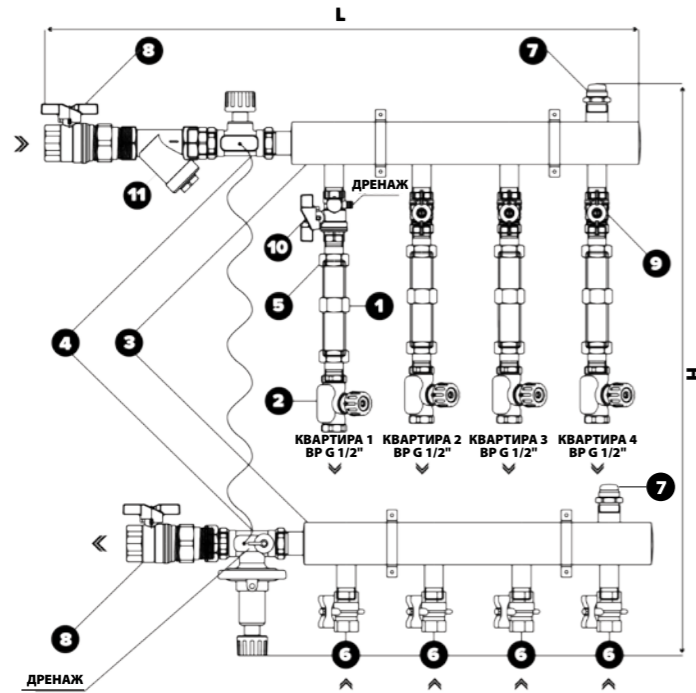 L
8
7
11
ДРЕНАЖ
10
9
5
1
4
3
H
2
КВАРТИРА 1
ВР G 1/2"
КВАРТИРА 2
ВР G 1/2"
КВАРТИРА 3
ВР G 1/2"
КВАРТИРА 4
ВР G 1/2"
7
8
6
6
6
6
ДРЕНАЖ